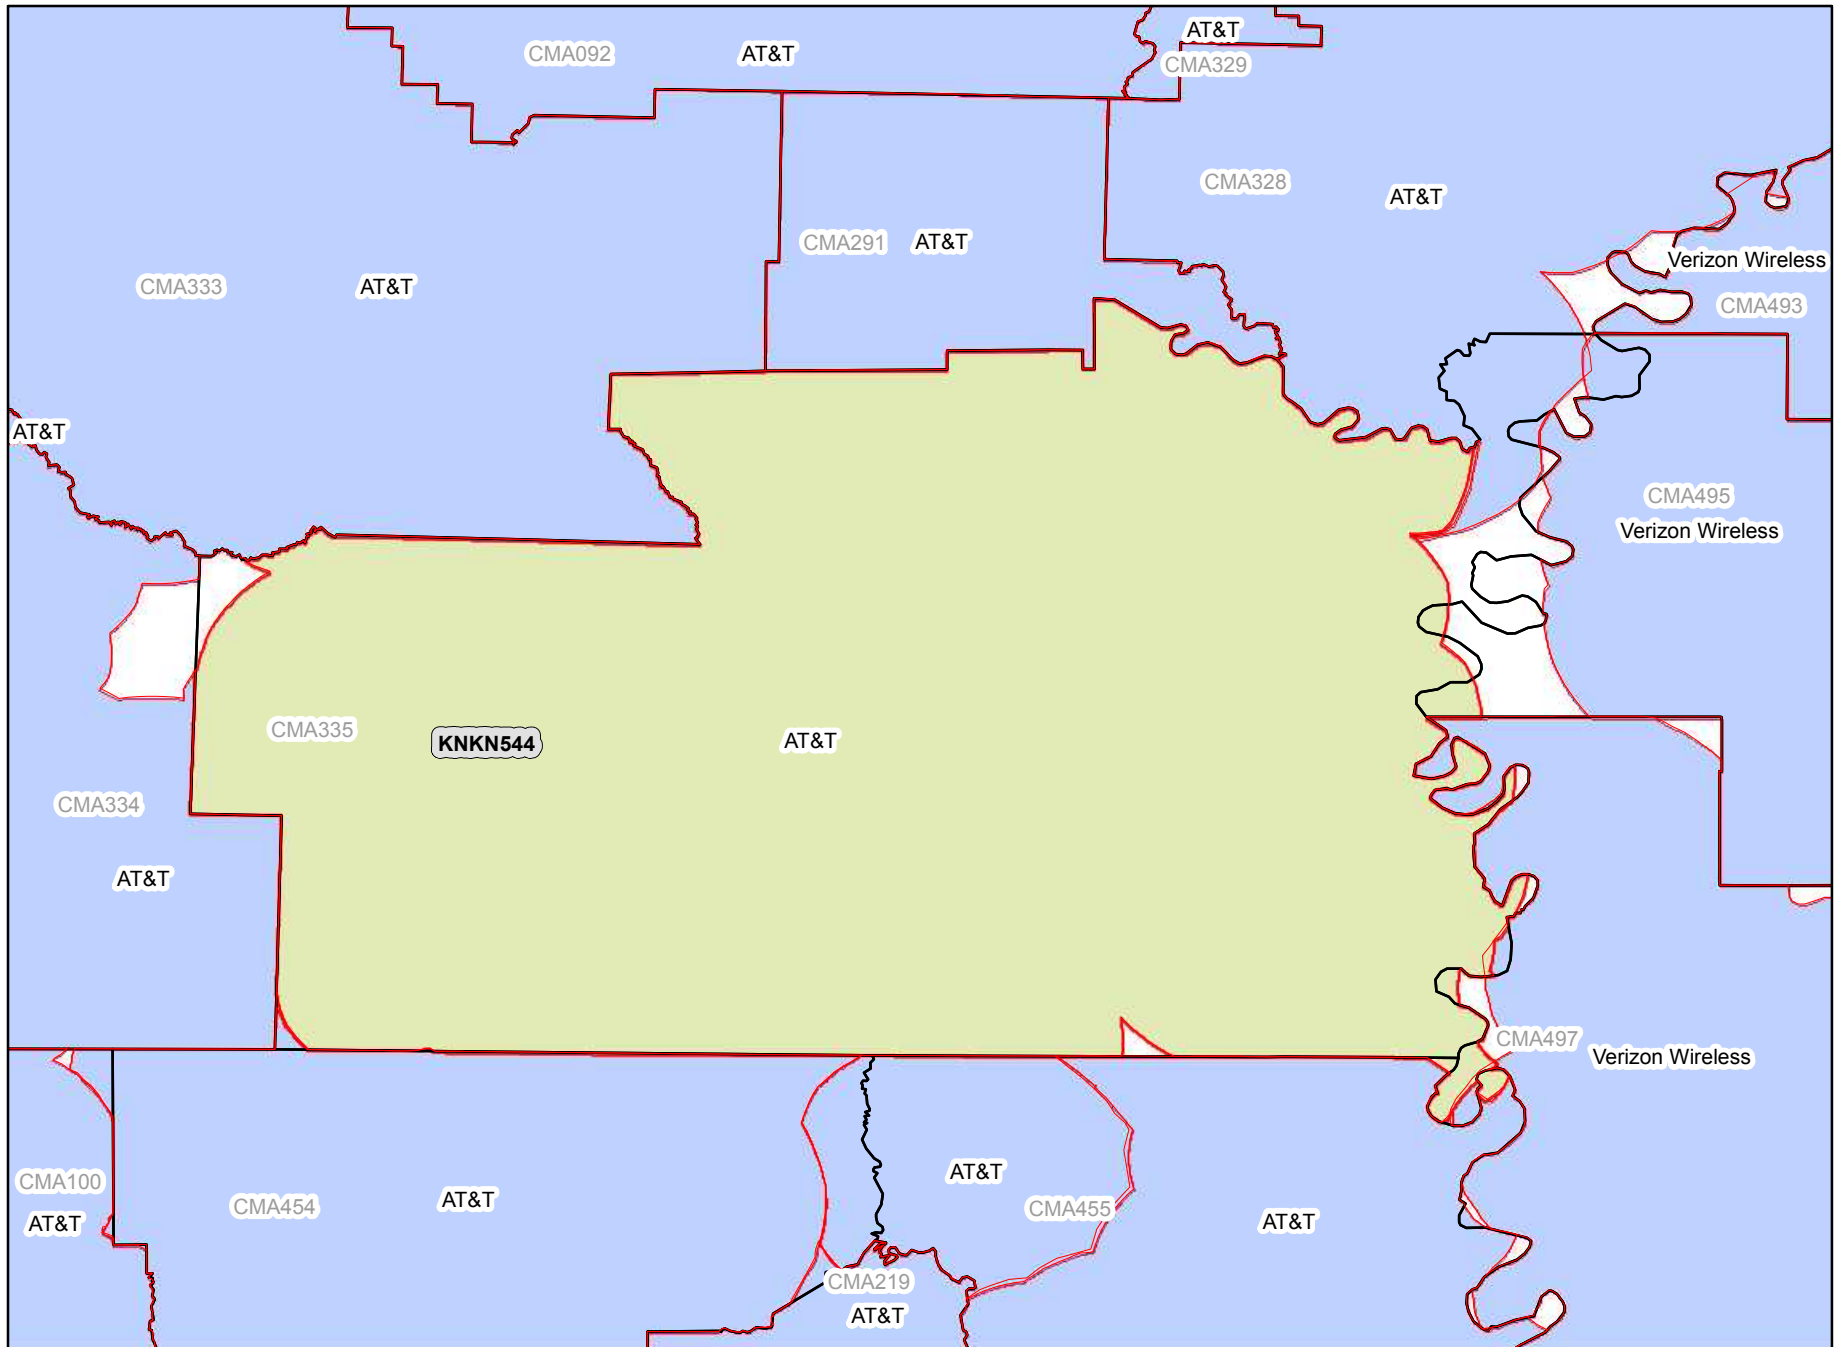 AT&T
CMA092
AT&T
CMA329
CMA328
AT&T
CMA291
AT&T
Verizon Wireless
CMA493
CMA333
AT&T
AT&T
CMA495
Verizon Wireless
CMA335
KNKN544
AT&T
CMA334
AT&T
CMA497
Verizon Wireless
CMA100
AT&T
CMA454
AT&T
AT&T
CMA455
AT&T
CMA219
AT&T